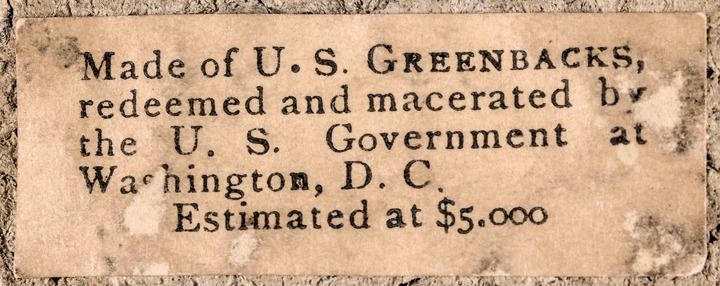 Made of U. S. GREENBACKS,
redeemed and macerated by
the U. S. Government at
Washington, D. C.
Estimated at $5.000